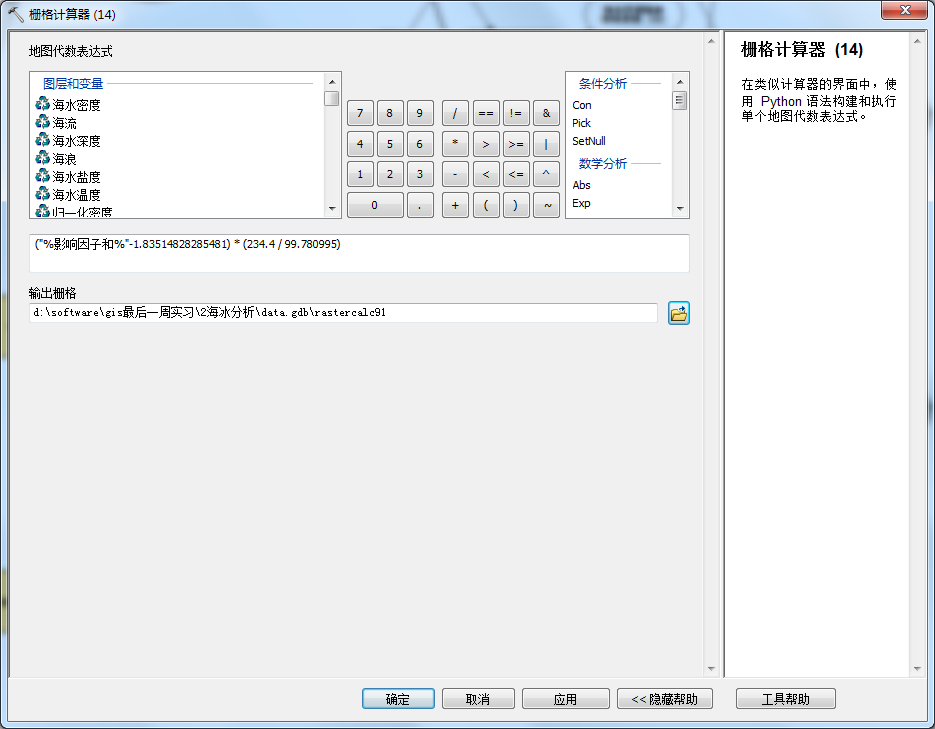 栅格计算器 (14)
地图代数表达式
图层和变量
海水密度
海流
海水深度
海浪
海水盐度
海水温度
归一化密度
7 8 9 / == != &
4 5 6 * > >= |
1 2 3 - < <= ^
0 . + ( ) ~
条件分析
Con
Pick
SetNull
数学分析
Abs
Exp
("%影响因子和%"-1.83514828285481) * (234.4 / 99.780995)
输出栅格
d:\software\gis最后一周实习\2海冰分析\data.gdb\rastercalc91
确定
取消
应用
<< 隐藏帮助
工具帮助
栅格计算器 (14)
在类似计算器的界面中，使
用 Python 语法构建和执行
单个地图代数表达式。